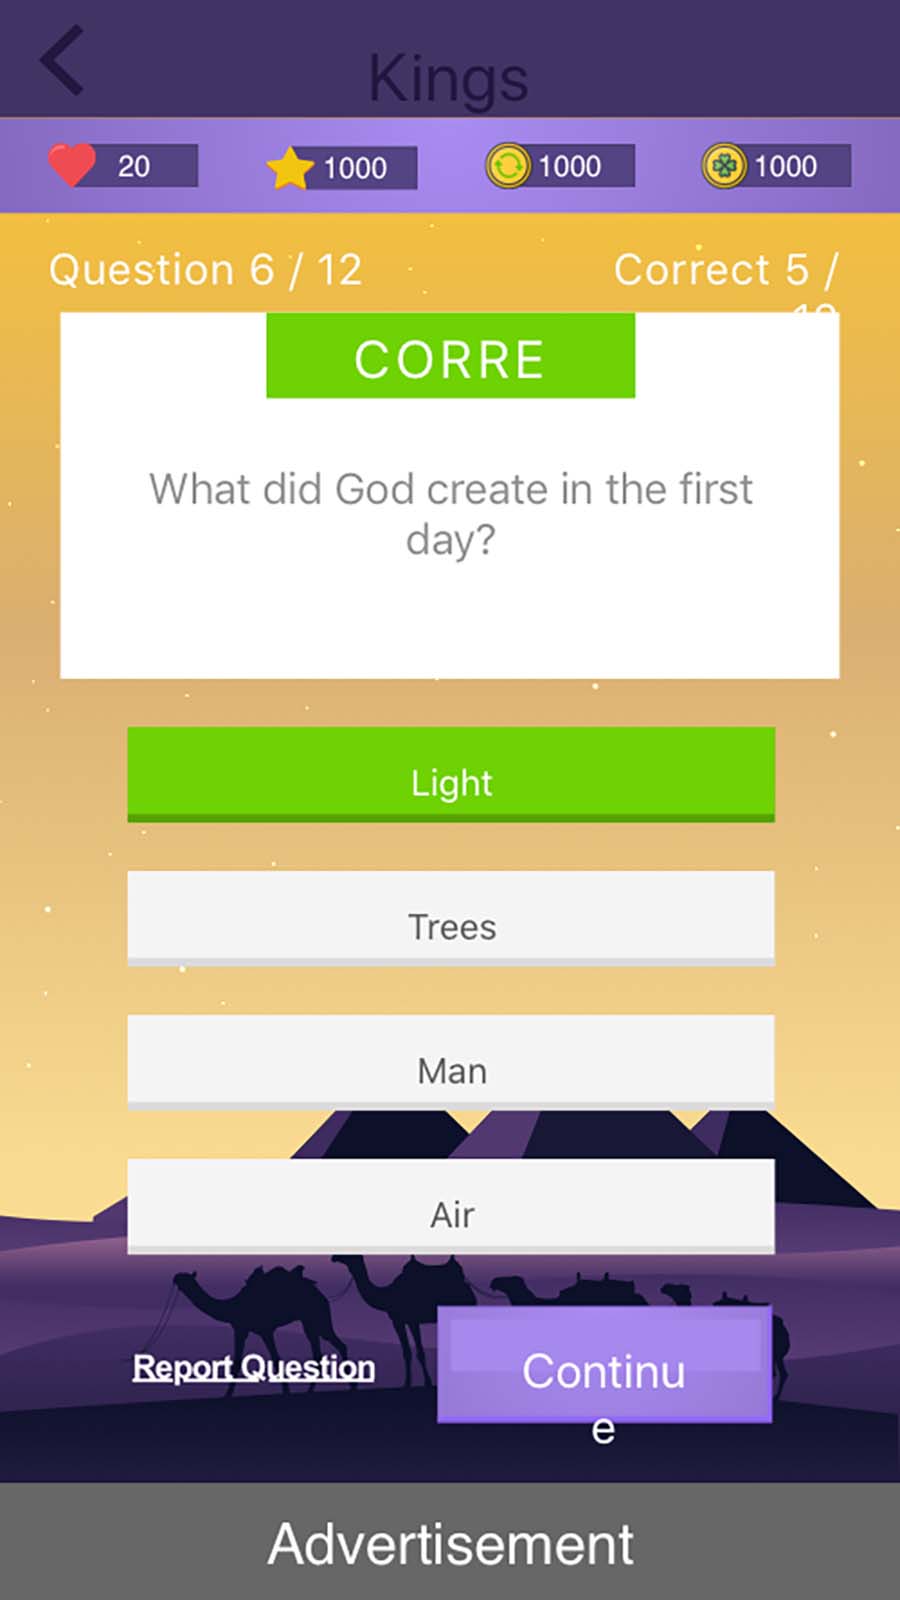 Kings
20 1000 1000 1000
Question 6 / 12 Correct 5 /
CORRE
What did God create in the first
day?
Light
Trees
Man
Air
Report Question Continu
e
Advertisement